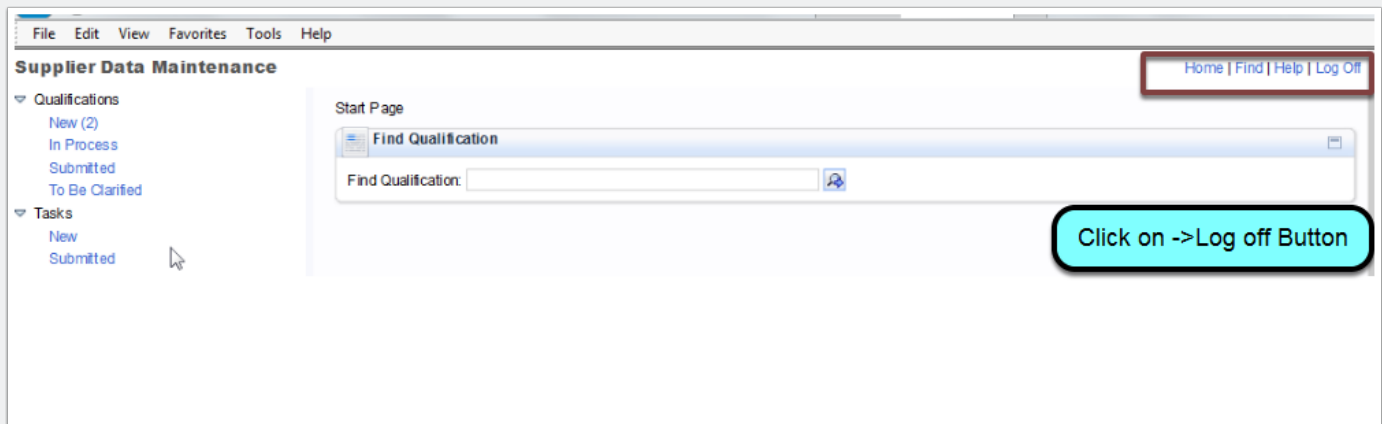 File Edit View Favorites Tools Help
Supplier Data Maintenance
Home | Find | Help | Log Off
Qualifications
New (2)
In Process
Submitted
To Be Clarified
Tasks
New
Submitted
Start Page
Find Qualification
Find Qualification:
Click on ->Log off Button